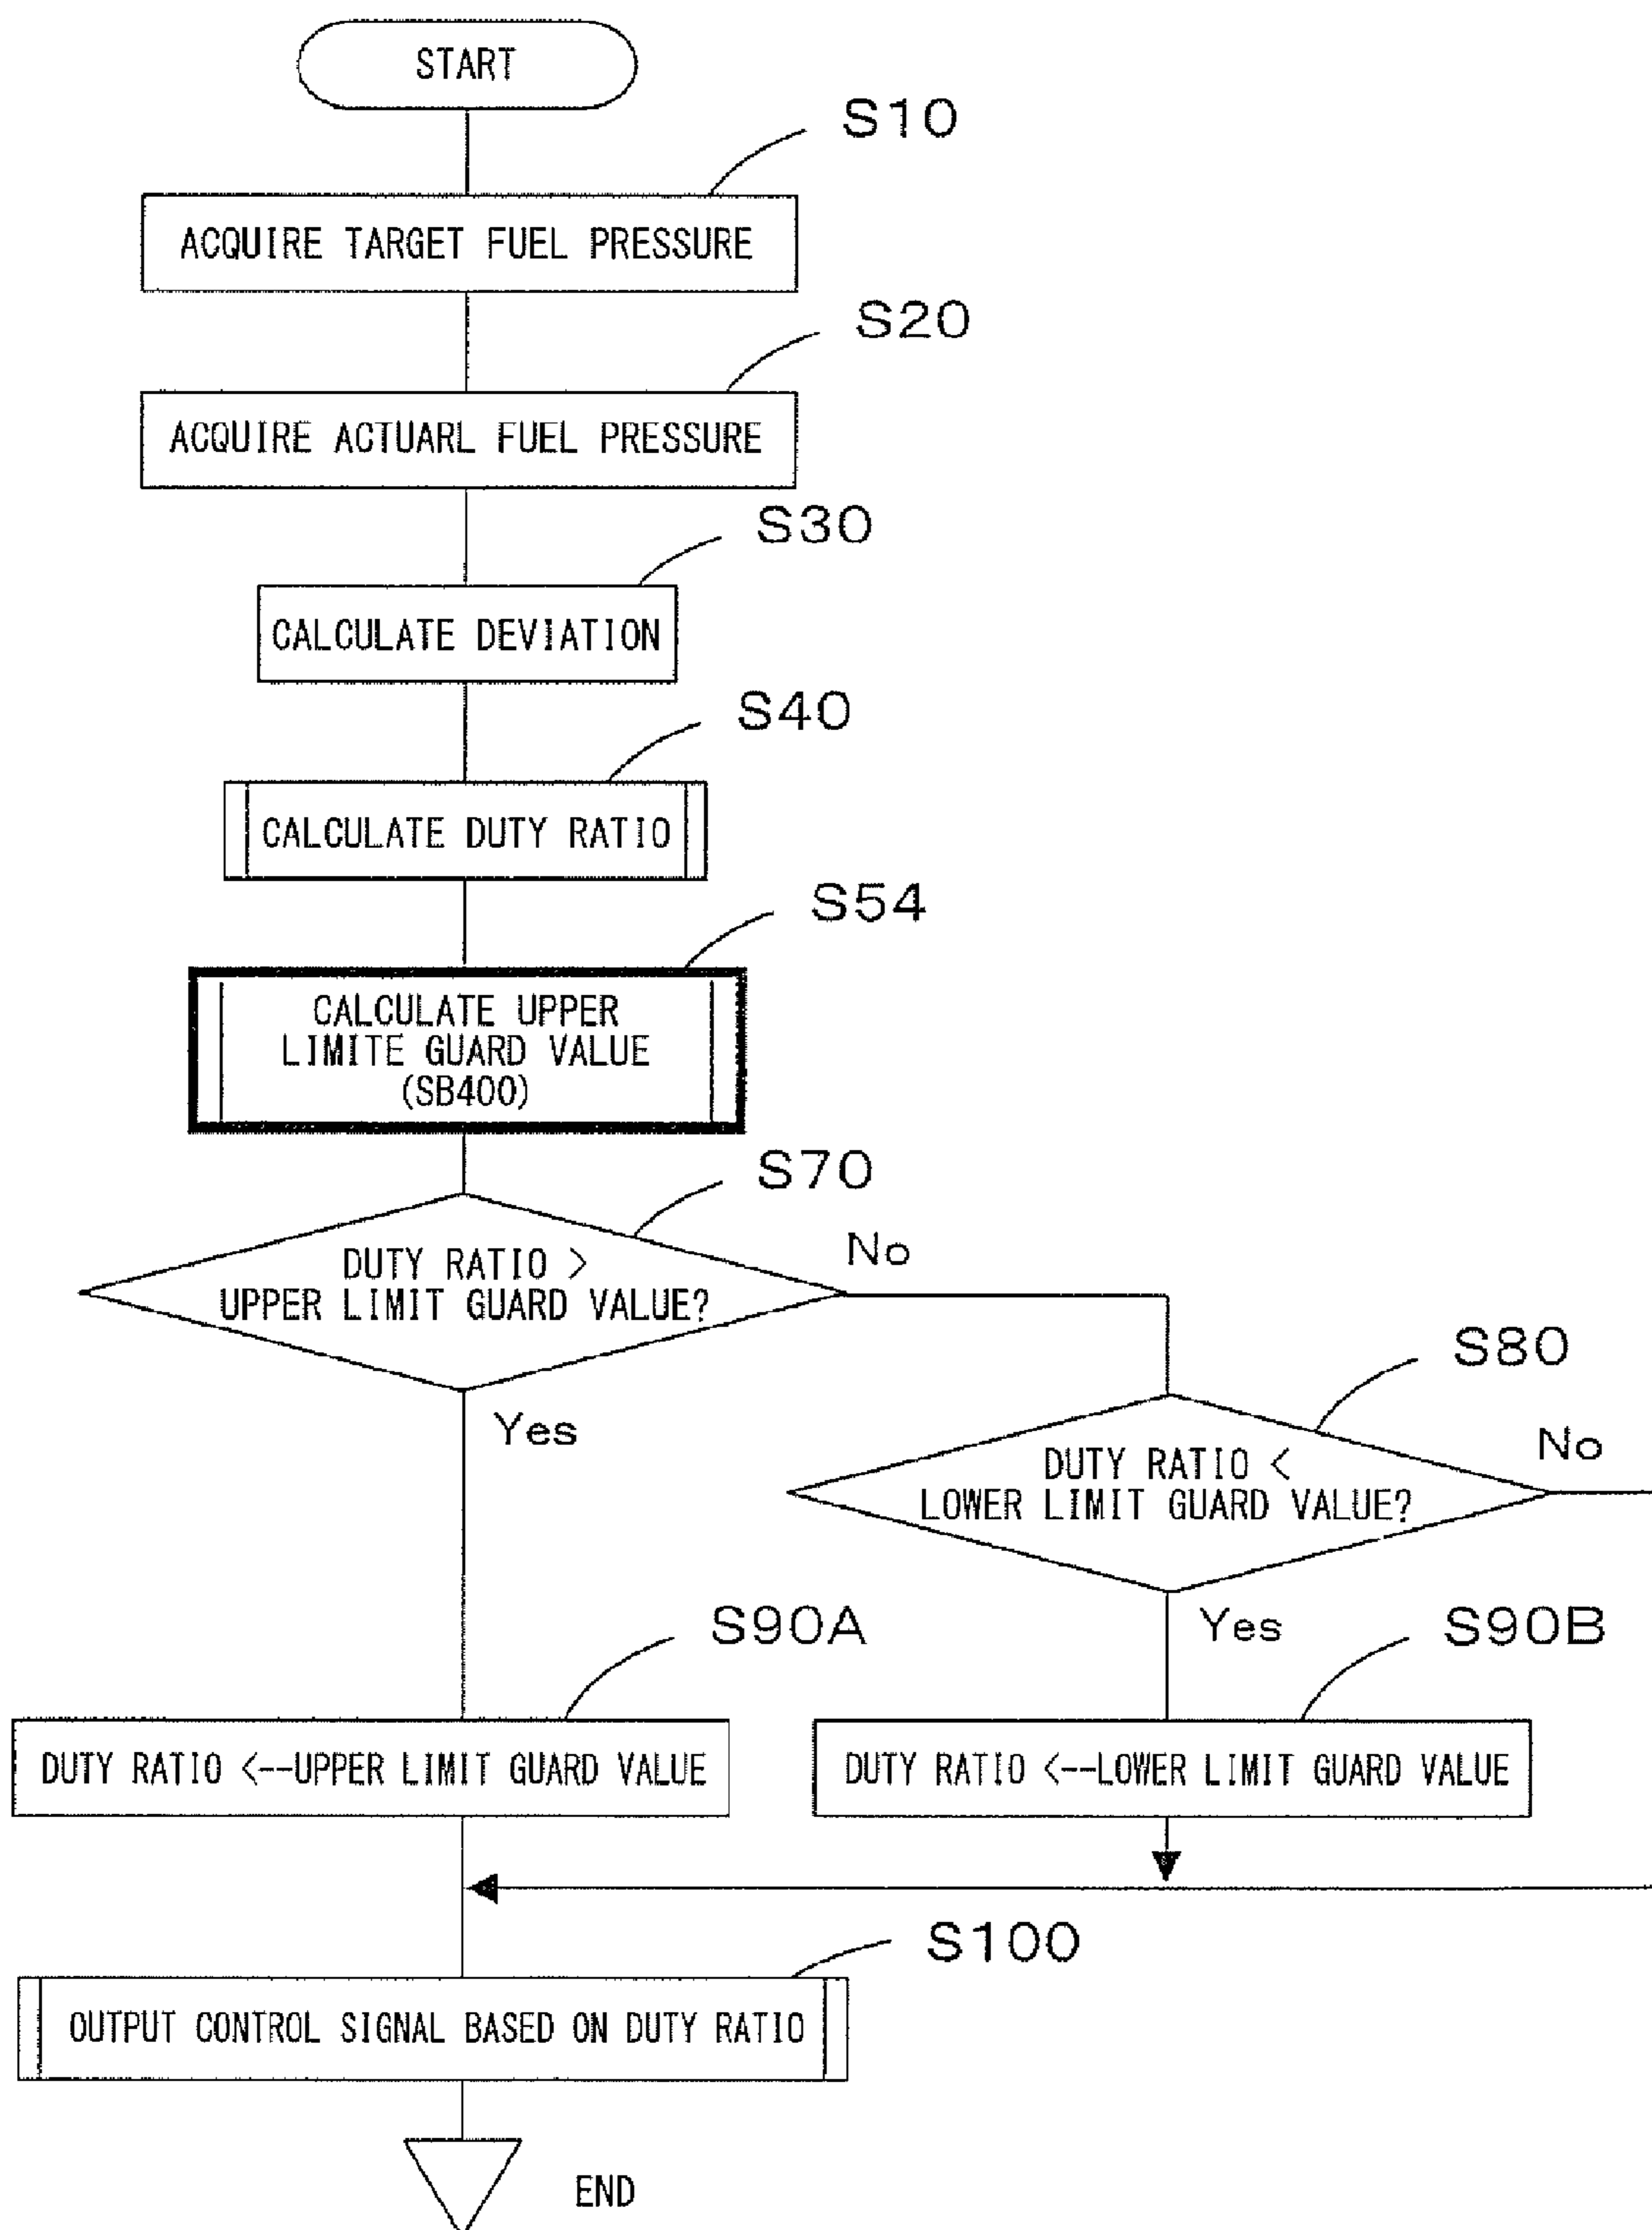 START
S10
ACQUIRE TARGET FUEL PRESSURE
S20
ACQUIRE ACTUARL FUEL PRESSURE
S30
CALCULATE DEVIATION
S40
CALCULATE DUTY RATIO
S54
CALCULATE UPPER
LIMITE GUARD VALUE
(SB400)
S70
DUTY RATIO >
UPPER LIMIT GUARD VALUE?
No
Yes
S80
DUTY RATIO <
LOWER LIMIT GUARD VALUE?
No
Yes
S90A
DUTY RATIO <--UPPER LIMIT GUARD VALUE
S90B
DUTY RATIO <--LOWER LIMIT GUARD VALUE
S100
OUTPUT CONTROL SIGNAL BASED ON DUTY RATIO
END